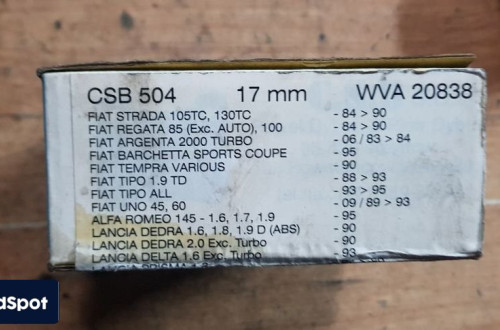 CSB 504 17 mm WVA 20838
FIAT STRADA 105TC, 130TC - 84 > 90
FIAT REGATA 85 (Exc. AUTO), 100 - 84 > 90
FIAT ARGENTA 2000 TURBO - 06 / 83 > 84
FIAT BARCHETTA SPORTS COUPE - 95
FIAT TEMPRA VARIOUS - 90
FIAT TIPO 1.9 TD - 88 > 93
FIAT TIPO ALL - 93 > 95
FIAT UNO 45, 60 - 09 / 89 > 93
ALFA ROMEO 145 - 1.6, 1.7, 1.9 - 95
LANCIA DEDRA 1.6, 1.8, 1.9 D (ABS) - 90
LANCIA DEDRA 2.0 Exc. Turbo - 90
LANCIA DELTA 1.6 Exc. Turbo - 93
LANCIA PRISMA
dSpot